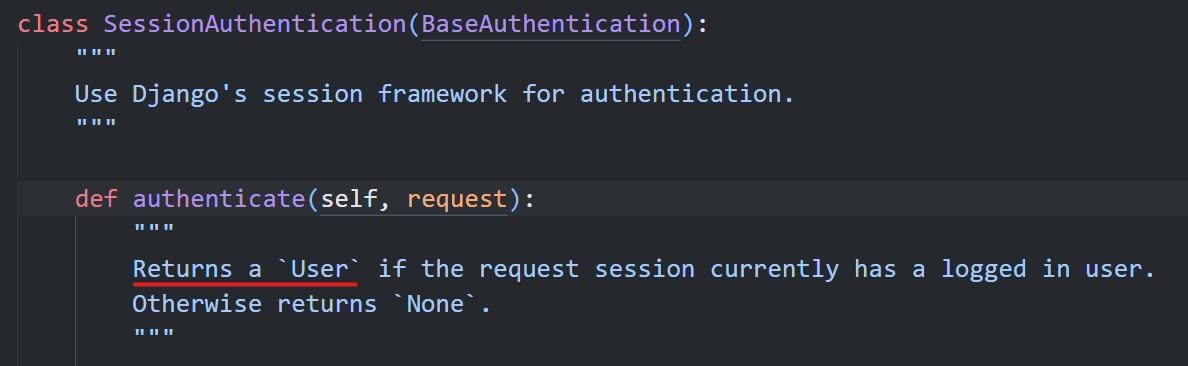 class SessionAuthentication(BaseAuthentication):
"""
Use Django's session framework for authentication.
"""
def authenticate(self, request):
"""
Returns a `User` if the request session currently has a logged in user.
Otherwise returns `None`.
"""